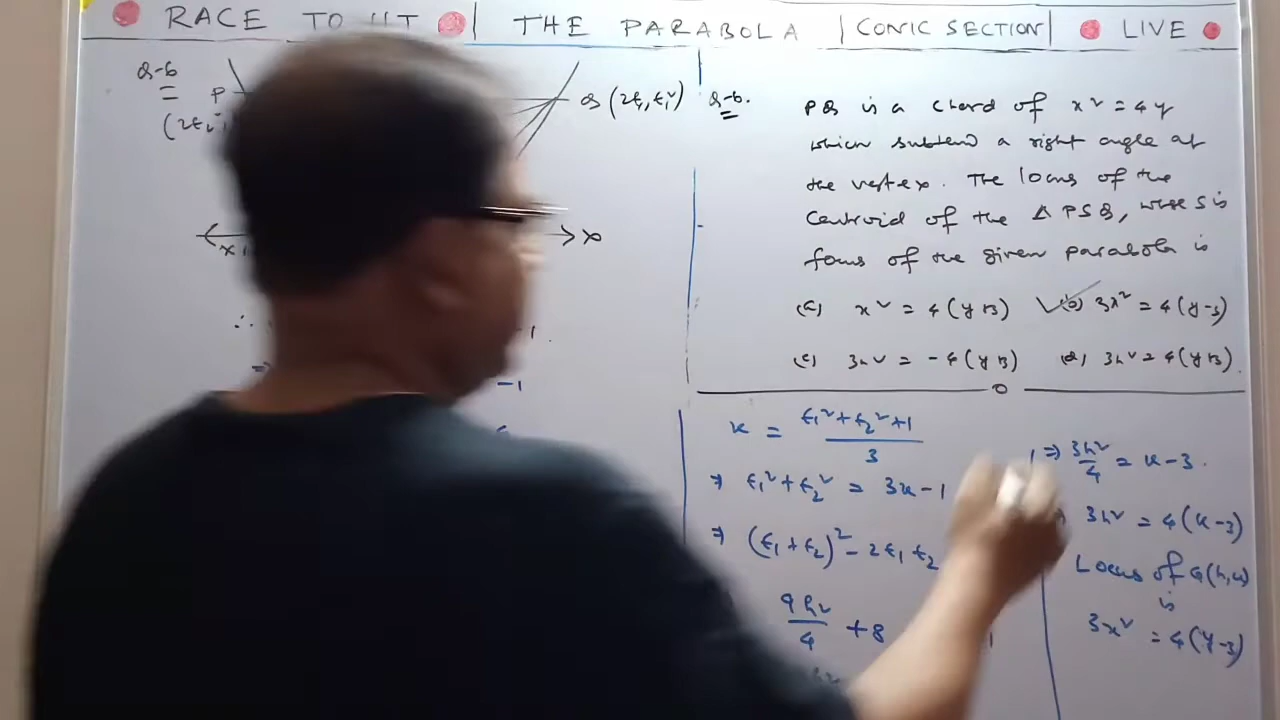 RACE TO IIT | THE PARABOLA | CONIC SECTION | LIVE
Q-6
P
Q (2t₁, t₁²)
x
Q-6.
PQ is a chord of x² = 4y
which subtend a right angle at
the vertex. The locus of the
centroid of the Δ PSQ, where S is
focus of the given parabola is
(a) x² = 4(y+3) (b) 3x² = 4(y-3)
(c) 3x² = -4(y+3) (d) 3x² = 4(y+3).
-1
k = t₁² + t₂² + 1 / 3
⇒ t₁² + t₂² = 3k - 1
⇒ (t₁ + t₂)² - 2t₁t₂
9h² / 4 + 8
⇒ 3h² / 4 = k - 3.
3h² = 4(k-3)
Locus of G(h,k)
is
3x² = 4(y-3)